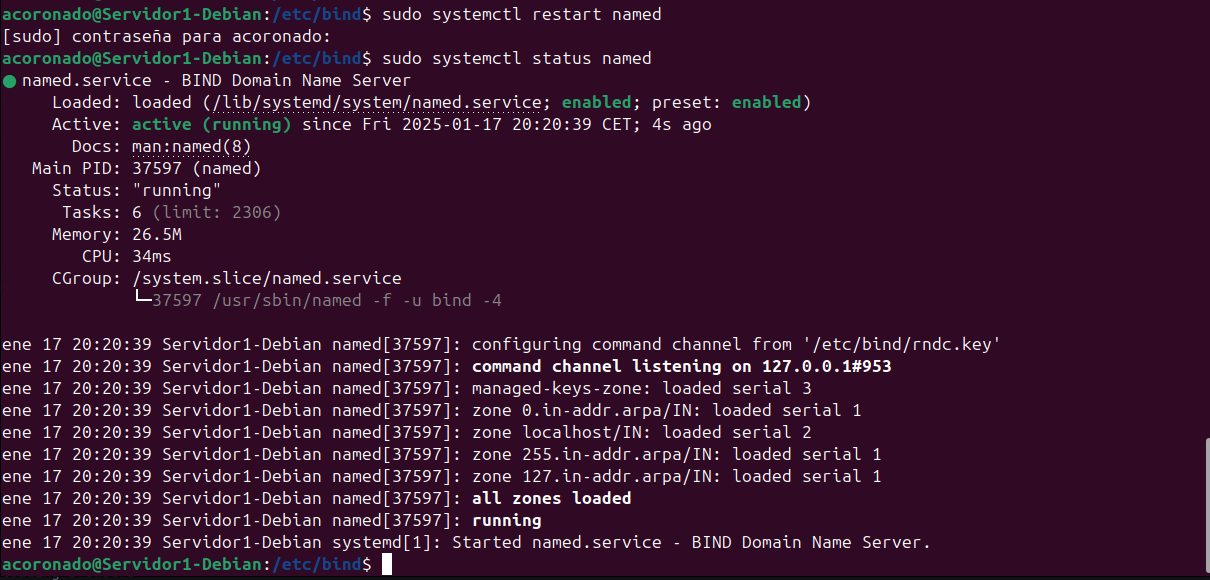 acoronado@Servidor1-Debian:/etc/bind$ sudo systemctl restart named
[sudo] contraseña para acoronado:
acoronado@Servidor1-Debian:/etc/bind$ sudo systemctl status named
● named.service - BIND Domain Name Server
Loaded: loaded (/lib/systemd/system/named.service; enabled; preset: enabled)
Active: active (running) since Fri 2025-01-17 20:20:39 CET; 4s ago
Docs: man:named(8)
Main PID: 37597 (named)
Status: "running"
Tasks: 6 (limit: 2306)
Memory: 26.5M
CPU: 34ms
CGroup: /system.slice/named.service
└─37597 /usr/sbin/named -f -u bind -4
ene 17 20:20:39 Servidor1-Debian named[37597]: configuring command channel from '/etc/bind/rndc.key'
ene 17 20:20:39 Servidor1-Debian named[37597]: command channel listening on 127.0.0.1#953
ene 17 20:20:39 Servidor1-Debian named[37597]: managed-keys-zone: loaded serial 3
ene 17 20:20:39 Servidor1-Debian named[37597]: zone 0.in-addr.arpa/IN: loaded serial 1
ene 17 20:20:39 Servidor1-Debian named[37597]: zone localhost/IN: loaded serial 2
ene 17 20:20:39 Servidor1-Debian named[37597]: zone 255.in-addr.arpa/IN: loaded serial 1
ene 17 20:20:39 Servidor1-Debian named[37597]: zone 127.in-addr.arpa/IN: loaded serial 1
ene 17 20:20:39 Servidor1-Debian named[37597]: all zones loaded
ene 17 20:20:39 Servidor1-Debian named[37597]: running
ene 17 20:20:39 Servidor1-Debian systemd[1]: Started named.service - BIND Domain Name Server.
acoronado@Servidor1-Debian:/etc/bind$